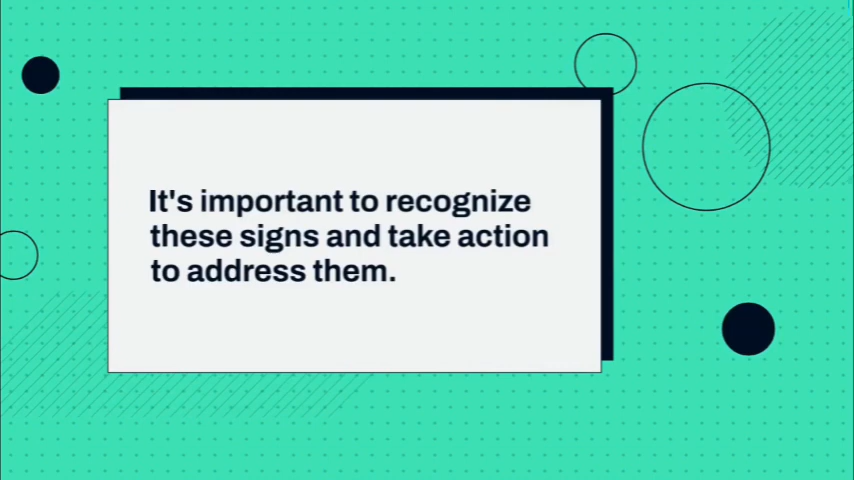 It's important to recognize
these signs and take action
to address them.